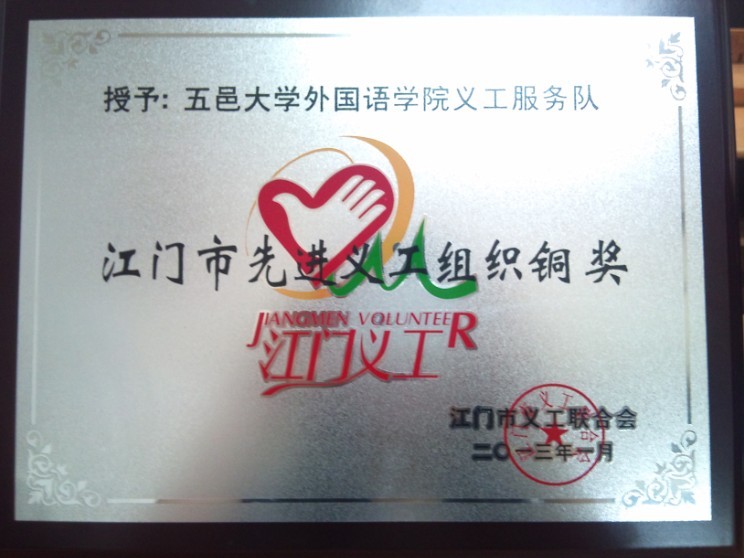 授予: 五邑大学外国语学院义工服务队
江门市先进义工组织铜奖
JIANGMEN VOLUNTEER
江门义工
江门市义工联合会
二〇一三年一月